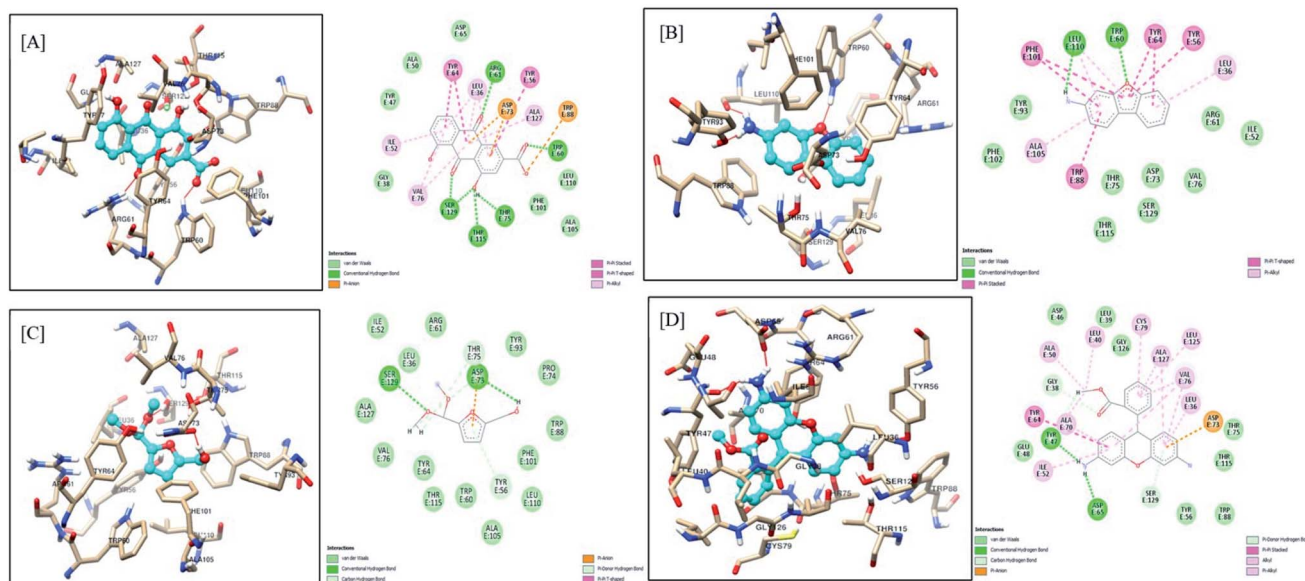 [A]
ALA127
THR115
TRP88
ARG61
TYR64
TRP60
ASP
E:65
ALA
E:50
TYR
E:64
ARG
E:61
TYR
E:56
TYR
E:47
LEU
E:36
ASP
E:73
ALA
E:127
TRP
E:88
ILE
E:52
TRP
E:60
GLY
E:38
VAL
E:76
LEU
E:110
SER
E:129
THR
E:75
PHE
E:101
THR
E:115
ALA
E:105
Interactions
van der Waals
Conventional Hydrogen Bond
Pi-Anion
Pi-Pi Stacked
Pi-Pi T-shaped
Pi-Alkyl
[B]
TRP60
HE101
LEU110
ARG61
TYR64
TYR93
TRP88
THR75
VAL76
SER129
PHE
E:101
LEU
E:110
TRP
E:60
TYR
E:64
TYR
E:56
LEU
E:36
TYR
E:93
ARG
E:61
ILE
E:52
PHE
E:102
ALA
E:105
TRP
E:88
THR
E:75
ASP
E:73
VAL
E:76
SER
E:129
THR
E:115
Interactions
van der Waals
Conventional Hydrogen Bond
Pi-Pi Stacked
Pi-Pi T-shaped
Pi-Alkyl
[C]
ALA127
VAL76
THR115
ASP73
TYR64
TRP88
TYR93
TYR56
HE101
TRP60
ALA105
ILE
E:52
ARG
E:61
THR
E:75
TYR
E:93
LEU
E:36
SER
E:129
ASP
E:73
PRO
E:74
ALA
E:127
TRP
E:88
VAL
E:76
TYR
E:64
PHE
E:101
TYR
E:56
THR
E:115
TRP
E:60
LEU
E:110
ALA
E:105
Interactions
van der Waals
Conventional Hydrogen Bond
Carbon Hydrogen Bond
Pi-Anion
Pi-Donor Hydrogen Bond
Pi-Pi T-shaped
[D]
ARG61
TYR56
TYR47
LEU36
TRP88
THR115
CYS79
ASP
E:46
LEU
E:39
CYS
E:79
LEU
E:125
ALA
E:50
LEU
E:40
GLY
E:126
ALA
E:127
VAL
E:76
GLY
E:38
LEU
E:36
TYR
E:64
ALA
E:70
ASP
E:73
THR
E:75
TYR
E:47
GLU
E:48
THR
E:115
ILE
E:52
SER
E:129
ASP
E:65
TYR
E:56
TRP
E:88
Interactions
van der Waals
Conventional Hydrogen Bond
Carbon Hydrogen Bond
Pi-Anion
Pi-Donor Hydrogen Bond
Pi-Pi Stacked
Alkyl
Pi-Alkyl